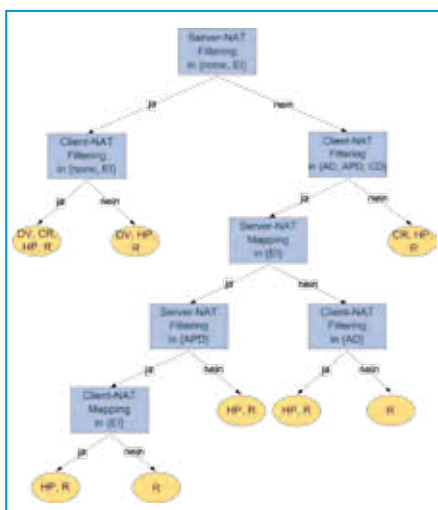 Server-NAT
Filtering
in {none, EI}
ja
nein
Client-NAT
Filtering
in {none, EI}
Client-NAT
Filtering
in {AD, APD, CD}
ja
nein
ja
nein
DV, CR,
HP, R
DV, HP,
R
Server-NAT
Mapping
in {EI}
CR, HP,
R
ja
nein
Server-NAT
Filtering
in {APD}
Client-NAT
Filtering
in {AD}
ja
nein
ja
nein
Client-NAT
Mapping
in {EI}
HP, R
HP, R
R
ja
nein
HP, R
R